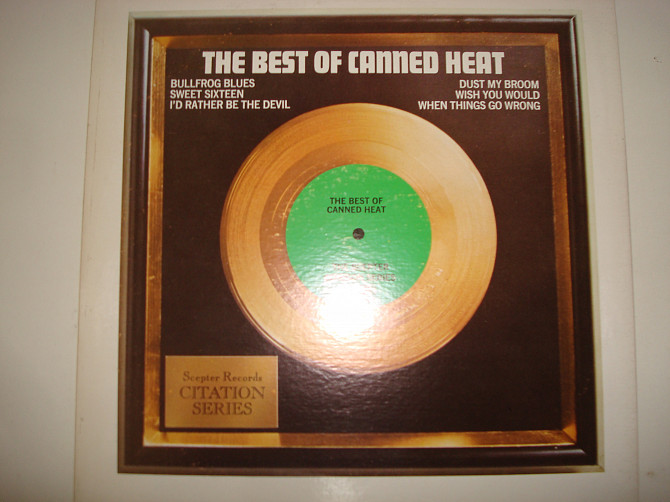 THE BEST OF CANNED HEAT
BULLFROG BLUES
SWEET SIXTEEN
I'D RATHER BE THE DEVIL
DUST MY BROOM
WISH YOU WOULD
WHEN THINGS GO WRONG
THE BEST OF
CANNED HEAT
Scepter Records
CITATION
SERIES